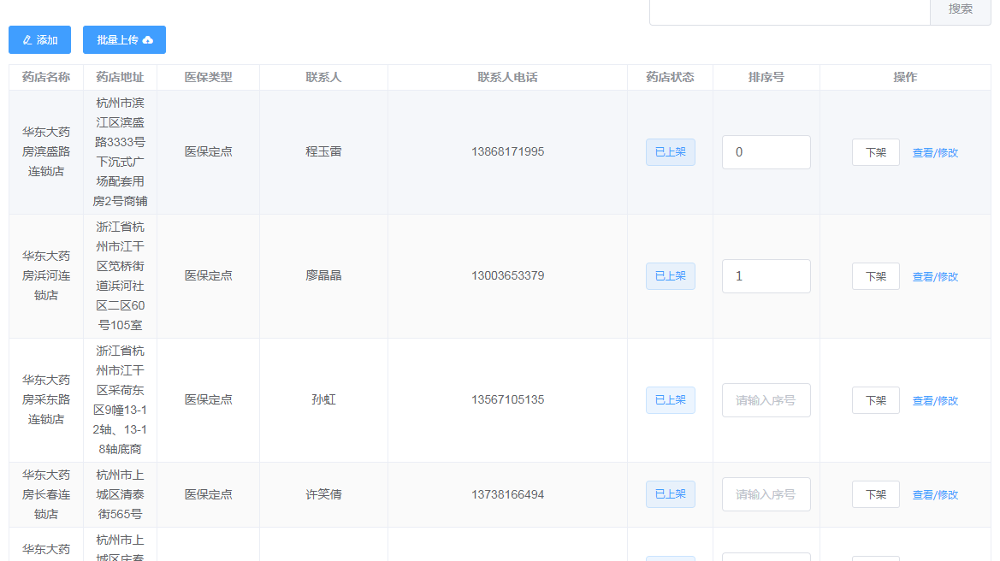 搜索
添加
批量上传
药店名称
药店地址
医保类型
联系人
联系人电话
药店状态
排序号
操作
华东大药
房滨盛路
连锁店
杭州市滨
江区滨盛
路3333号
下沉式广
场配套用
房2号商铺
医保定点
程玉雷
13868171995
已上架
0
下架
查看/修改
华东大药
房浜河连
锁店
浙江省杭
州市江干
区笕桥街
道浜河社
区二区60
号105室
医保定点
廖晶晶
13003653379
已上架
1
下架
查看/修改
华东大药
房采东路
连锁店
浙江省杭
州市江干
区采荷东
区9幢13-1
2轴、13-1
8轴底商
医保定点
孙虹
13567105135
已上架
请输入序号
下架
查看/修改
华东大药
房长春连
锁店
杭州市上
城区清泰
街565号
医保定点
许笑倩
13738166494
已上架
请输入序号
下架
查看/修改
华东大药
杭州市上
城区庆春